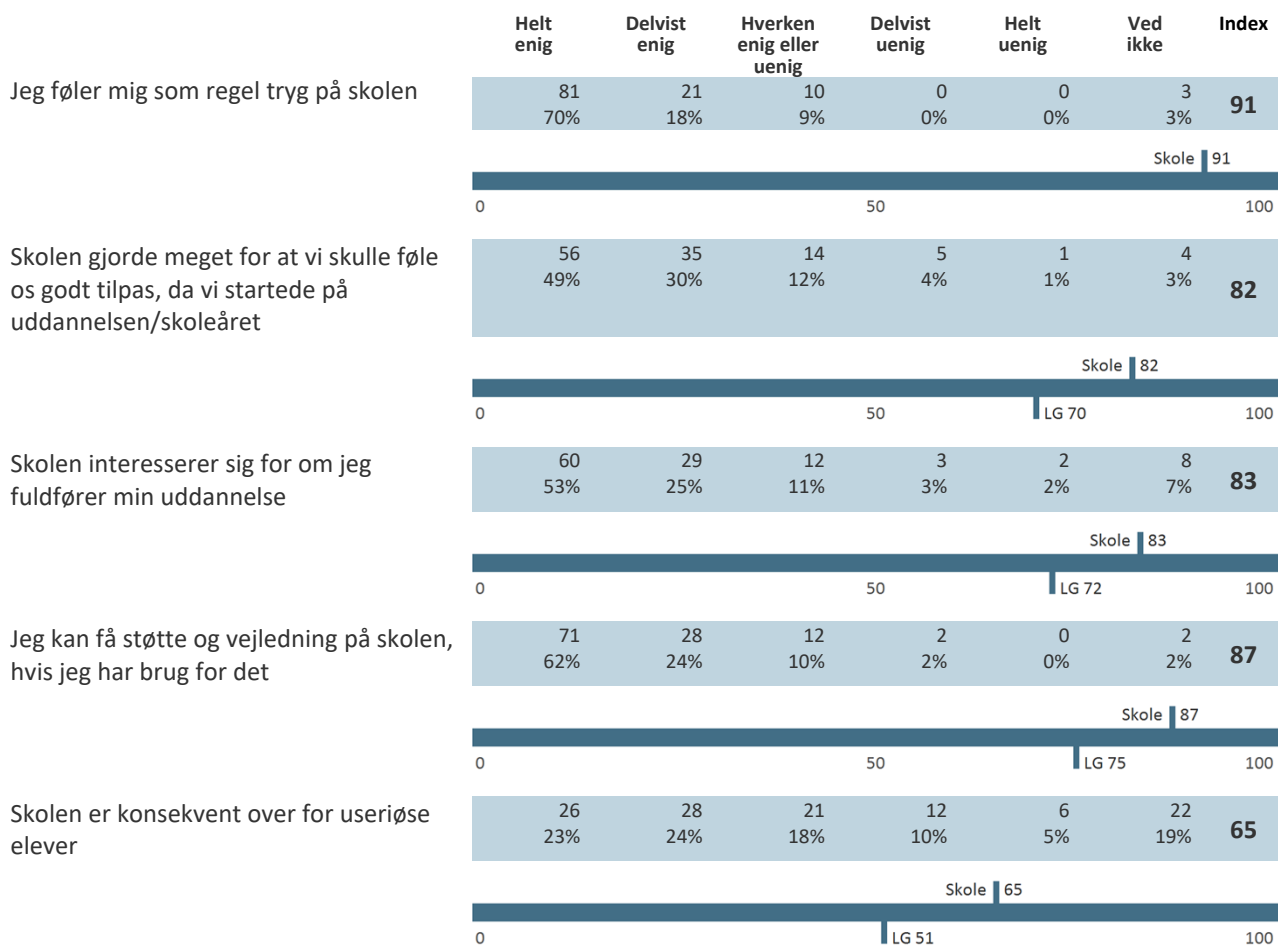 Helt enig Delvist enig Hverken enig eller uenig Delvist uenig Helt uenig Ved ikke Index
Jeg føler mig som regel tryg på skolen
81 21 10 0 0 3 91
70% 18% 9% 0% 0% 3%
Skole 91
0 50 100
Skolen gjorde meget for at vi skulle føle
os godt tilpas, da vi startede på
uddannelsen/skoleåret
56 35 14 5 1 4
49% 30% 12% 4% 1% 3% 82
Skole 82
0 50 LG 70 100
Skolen interesserer sig for om jeg
fuldfører min uddannelse
60 29 12 3 2 8
53% 25% 11% 3% 2% 7% 83
Skole 83
0 50 LG 72 100
Jeg kan få støtte og vejledning på skolen,
hvis jeg har brug for det
71 28 12 2 0 2
62% 24% 10% 2% 0% 2% 87
Skole 87
0 50 LG 75 100
Skolen er konsekvent over for useriøse
elever
26 28 21 12 6 22
23% 24% 18% 10% 5% 19% 65
Skole 65
0 LG 51 100